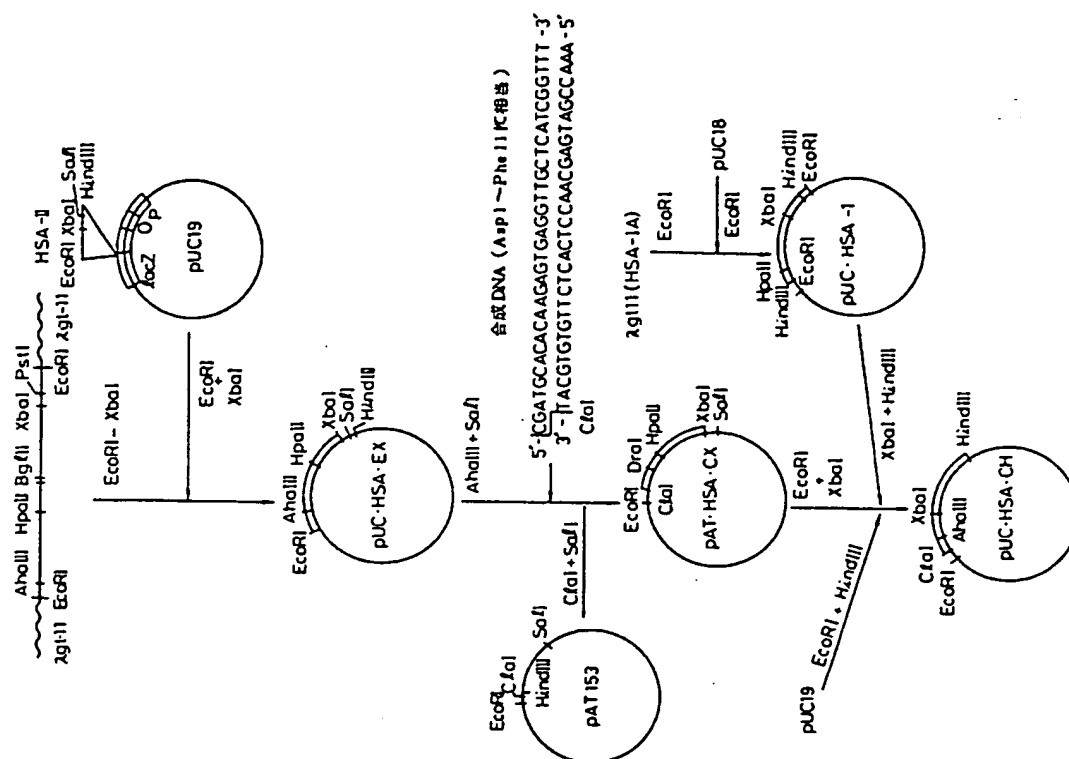 HSA-II
λgt-11 EcoRI AhaIII HpaII BglII XbaI PstI EcoRI λgt-11
EcoRI XbaI SalI HindIII
lacZ O P
pUC19
EcoRI-XbaI
EcoRI
+
XbaI
EcoRI AhaIII HpaII XbaI SalI HindIII
pUC·HSA·EX
AhaIII+SalI
合成DNA (Asp1~Phe11に相当)
5'-CGATGCACACAAGAGTGAGGTTGCTCATCGGTTT-3'
3'-TACGTGTGTTCTCACTCCAACGAGTAGCCAAA-5'
ClaI
ClaI+SalI
EcoRI ClaI HindIII SalI
pAT153
EcoRI ClaI DraI HpaII XbaI SalI
pAT·HSA·CX
EcoRI
+
XbaI
λgt11(HSA-1A)
EcoRI
pUC18
EcoRI
HindIII EcoRI HpaII XbaI HindIII EcoRI
pUC·HSA-I
XbaI+HindIII
pUC19
EcoRI+HindIII
EcoRI ClaI AhaIII XbaI HindIII
pUC·HSA·CH